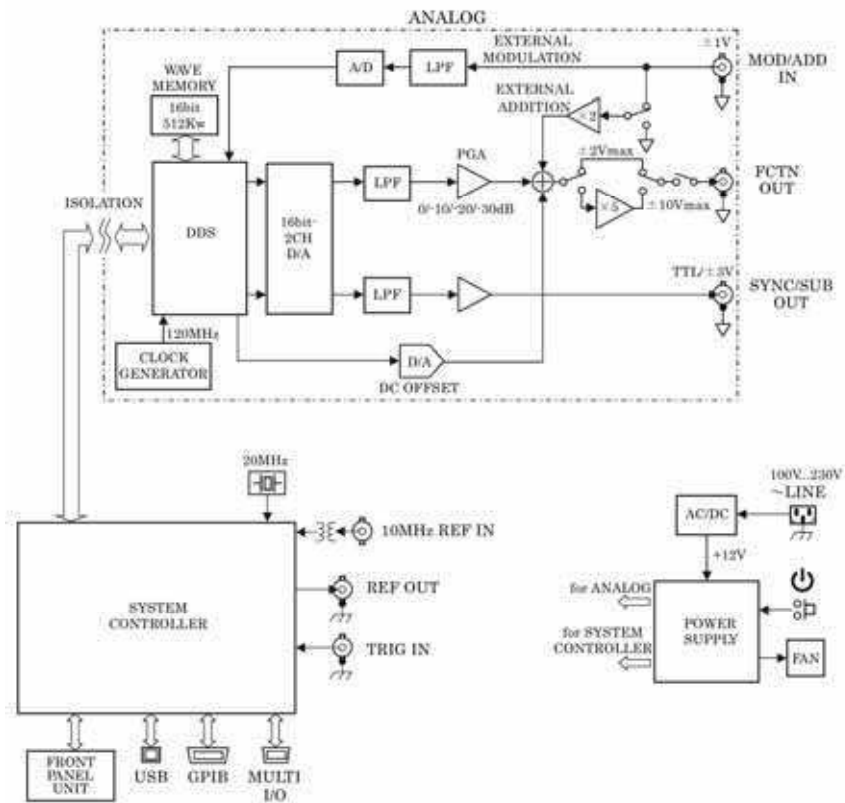 ANALOG
±1V
MOD/ADD
IN
EXTERNAL
MODULATION
A/D
LPF
WAVE
MEMORY
16bit
512Kw
EXTERNAL
ADDITION
×2
±2Vmax
PGA
FCTN
OUT
ISOLATION
DDS
16bit-
2CH
D/A
LPF
0/-10/-20/-30dB
×5
±10Vmax
LPF
TTL/±3V
SYNC/SUB
OUT
120MHz
CLOCK
GENERATOR
D/A
DC OFFSET
20MHz
10MHz REF IN
REF OUT
TRIG IN
SYSTEM
CONTROLLER
FRONT
PANEL
UNIT
USB
GPIB
MULTI
I/O
100V...230V
~LINE
AC/DC
+12V
for ANALOG
for SYSTEM
CONTROLLER
POWER
SUPPLY
FAN